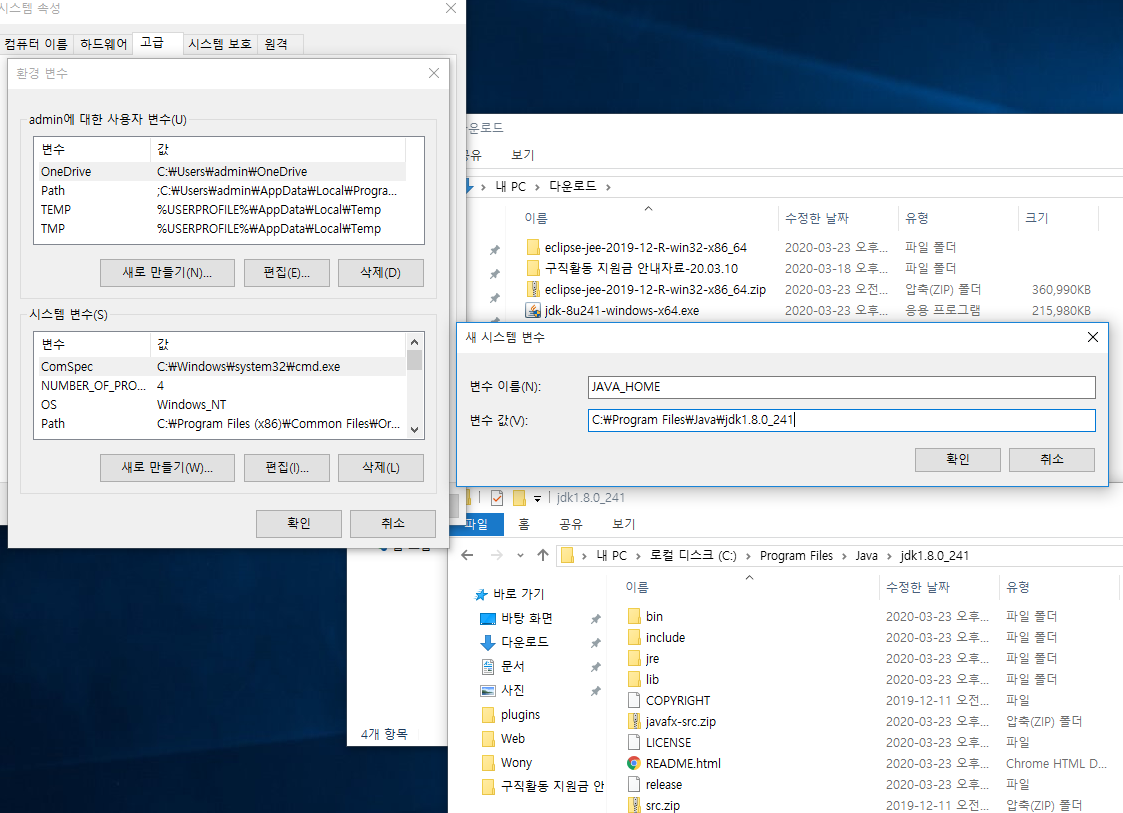 시스템 속성
컴퓨터 이름 하드웨어 고급 시스템 보호 원격
환경 변수
admin에 대한 사용자 변수(U)
변수 값
OneDrive C:\Users\admin\OneDrive
Path ;C:\Users\admin\AppData\Local\Progra...
TEMP %USERPROFILE%\AppData\Local\Temp
TMP %USERPROFILE%\AppData\Local\Temp
새로 만들기(N)... 편집(E)... 삭제(D)
시스템 변수(S)
변수 값
ComSpec C:\Windows\system32\cmd.exe
NUMBER_OF_PRO... 4
OS Windows_NT
Path C:\Program Files (x86)\Common Files\Or...
새로 만들기(W)... 편집(I)... 삭제(L)
확인 취소
운로드
공유 보기
내 PC 다운로드
이름 수정한 날짜 유형 크기
eclipse-jee-2019-12-R-win32-x86_64 2020-03-23 오후... 파일 폴더
구직활동 지원금 안내자료-20.03.10 2020-03-18 오후... 파일 폴더
eclipse-jee-2019-12-R-win32-x86_64.zip 2020-03-23 오전... 압축(ZIP) 폴더 360,990KB
jdk-8u241-windows-x64.exe 2020-03-23 오후... 응용 프로그램 215,980KB
새 시스템 변수
변수 이름(N): JAVA_HOME
변수 값(V): C:\Program Files\Java\jdk1.8.0_241
확인 취소
jdk1.8.0_241
파일 홈 공유 보기
내 PC 로컬 디스크 (C:) Program Files Java jdk1.8.0_241
이름 수정한 날짜 유형
바로 가기
바탕 화면
다운로드
문서
사진
plugins
Web
Wony
구직활동 지원금 안
bin 2020-03-23 오후... 파일 폴더
include 2020-03-23 오후... 파일 폴더
jre 2020-03-23 오후... 파일 폴더
lib 2020-03-23 오후... 파일 폴더
COPYRIGHT 2019-12-11 오전... 파일
javafx-src.zip 2020-03-23 오후... 압축(ZIP) 폴더
LICENSE 2020-03-23 오후... 파일
README.html 2020-03-23 오후... Chrome HTML D...
release 2020-03-23 오후... 파일
src.zip 2019-12-11 오전... 압축(ZIP) 폴더
4개 항목